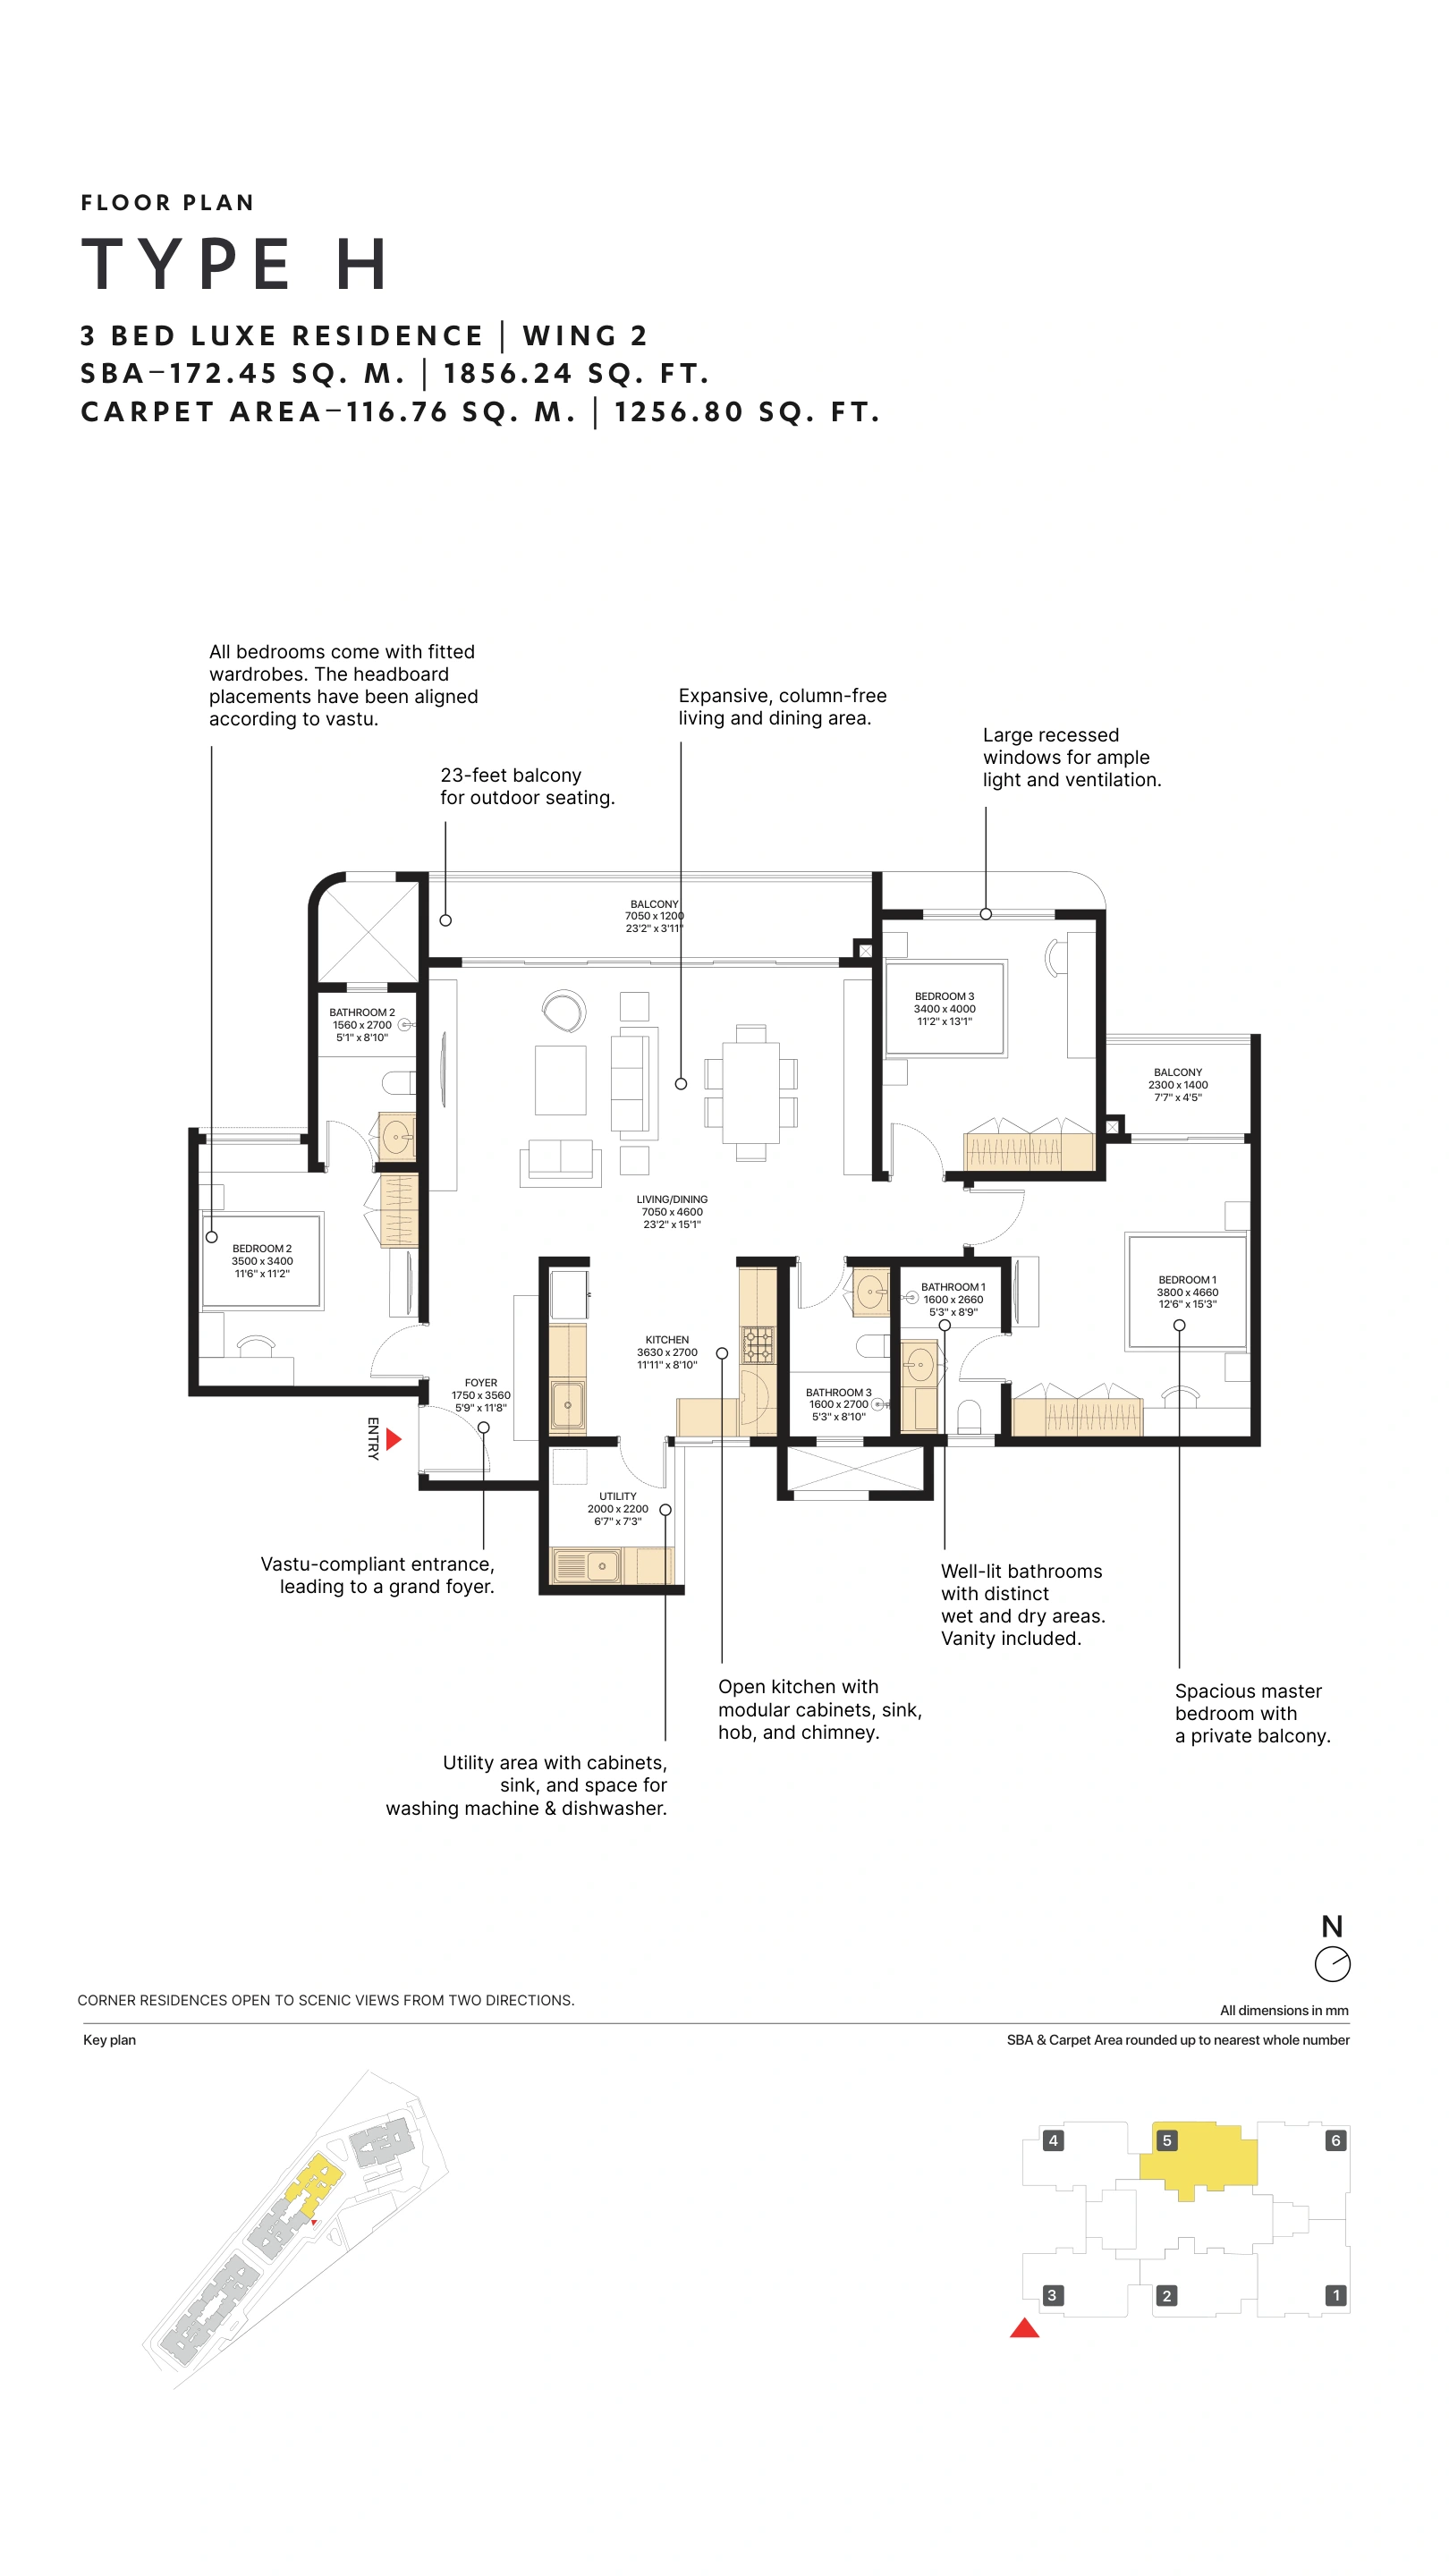 FLOOR PLAN
TYPE H
3 BED LUXE RESIDENCE | WING 2
SBA–172.45 SQ. M. | 1856.24 SQ. FT.
CARPET AREA–116.76 SQ. M. | 1256.80 SQ. FT.
All bedrooms come with fitted
wardrobes. The headboard
placements have been aligned
according to vastu.
Expansive, column-free
living and dining area.
Large recessed
windows for ample
light and ventilation.
23-feet balcony
for outdoor seating.
BALCONY
7050 x 1200
23'2" x 3'11"
BATHROOM 2
1560 x 2700
5'1" x 8'10"
BEDROOM 3
3400 x 4000
11'2" x 13'1"
BALCONY
2300 x 1400
7'7" x 4'5"
LIVING/DINING
7050 x 4600
23'2" x 15'1"
BEDROOM 2
3500 x 3400
11'6" x 11'2"
BATHROOM 1
1600 x 2660
5'3" x 8'9"
BEDROOM 1
3800 x 4660
12'6" x 15'3"
KITCHEN
3630 x 2700
11'11" x 8'10"
FOYER
1750 x 3560
5'9" x 11'8"
BATHROOM 3
1600 x 2700
5'3" x 8'10"
ENTRY
UTILITY
2000 x 2200
6'7" x 7'3"
Vastu-compliant entrance,
leading to a grand foyer.
Well-lit bathrooms
with distinct
wet and dry areas.
Vanity included.
Open kitchen with
modular cabinets, sink,
hob, and chimney.
Spacious master
bedroom with
a private balcony.
Utility area with cabinets,
sink, and space for
washing machine & dishwasher.
N
CORNER RESIDENCES OPEN TO SCENIC VIEWS FROM TWO DIRECTIONS.
All dimensions in mm
Key plan
SBA & Carpet Area rounded up to nearest whole number
4
5
6
3
2
1